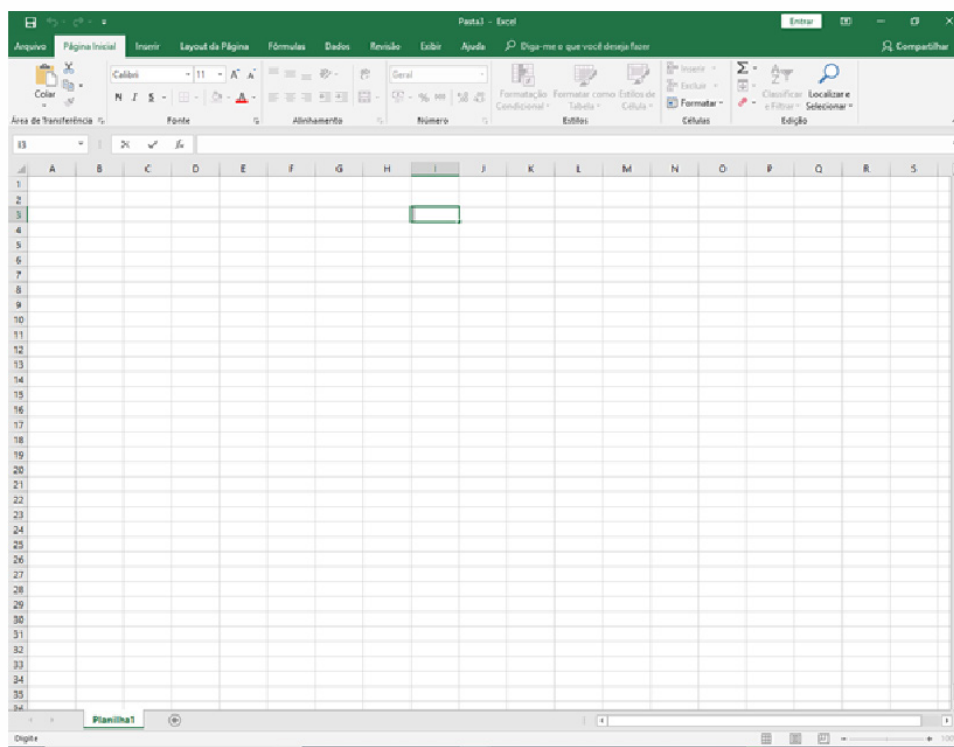 Pasta3 - Excel Entrar
Arquivo Página Inicial Inserir Layout da Página Fórmulas Dados Revisão Exibir Ajuda Diga-me o que você deseja fazer Compartilhar
Colar
Calibri 11 A A Geral
N I S A % 000
Formatação Condicional
Formatar como Tabela
Estilos de Célula
Inserir
Excluir
Formatar
Σ
Classificar e Filtrar
Localizar e Selecionar
Área de Transferência Fonte Alinhamento Número Estilos Células Edição
I3 fx
A B C D E F G H I J K L M N O P Q R S
1
2
3
4
5
6
7
8
9
10
11
12
13
14
15
16
17
18
19
20
21
22
23
24
25
26
27
28
29
30
31
32
33
34
35
Planilha1
Digite